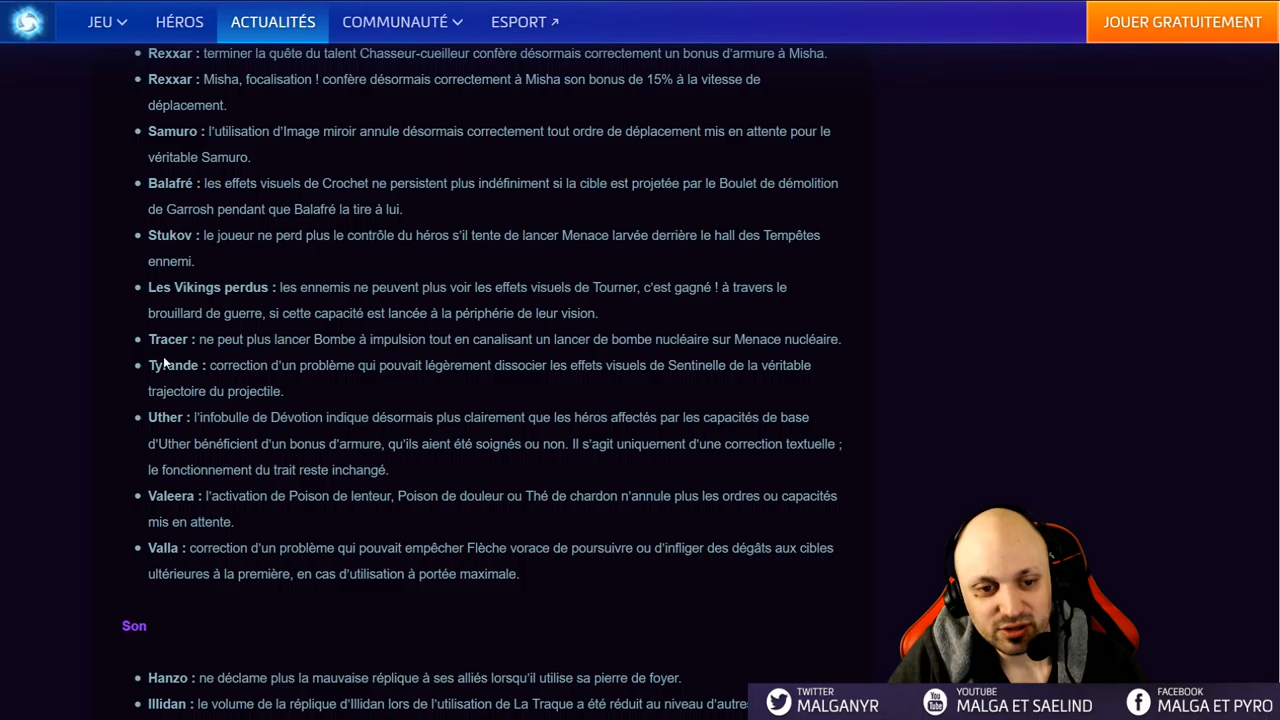 JEU HÉROS ACTUALITÉS COMMUNAUTÉ ESPORT JOUER GRATUITEMENT
Rexxar : terminer la quête du talent Chasseur-cueilleur confère désormais correctement un bonus d'armure à Misha.
Rexxar : Misha, focalisation ! confère désormais correctement à Misha son bonus de 15% à la vitesse de
déplacement.
Samuro : l'utilisation d'Image miroir annule désormais correctement tout ordre de déplacement mis en attente pour le
véritable Samuro.
Balafré : les effets visuels de Crochet ne persistent plus indéfiniment si la cible est projetée par le Boulet de démolition
de Garrosh pendant que Balafré la tire à lui.
Stukov : le joueur ne perd plus le contrôle du héros s'il tente de lancer Menace larvée derrière le hall des Tempêtes
ennemi.
Les Vikings perdus : les ennemis ne peuvent plus voir les effets visuels de Tourner, c'est gagné ! à travers le
brouillard de guerre, si cette capacité est lancée à la périphérie de leur vision.
Tracer : ne peut plus lancer Bombe à impulsion tout en canalisant un lancer de bombe nucléaire sur Menace nucléaire.
Tyrande : correction d'un problème qui pouvait légèrement dissocier les effets visuels de Sentinelle de la véritable
trajectoire du projectile.
Uther : l'infobulle de Dévotion indique désormais plus clairement que les héros affectés par les capacités de base
d'Uther bénéficient d'un bonus d'armure, qu'ils aient été soignés ou non. Il s'agit uniquement d'une correction textuelle ;
le fonctionnement du trait reste inchangé.
Valeera : l'activation de Poison de lenteur, Poison de douleur ou Thé de chardon n'annule plus les ordres ou capacités
mis en attente.
Valla : correction d'un problème qui pouvait empêcher Flèche vorace de poursuivre ou d'infliger des dégâts aux cibles
ultérieures à la première, en cas d'utilisation à portée maximale.
Son
Hanzo : ne déclame plus la mauvaise réplique à ses alliés lorsqu'il utilise sa pierre de foyer.
Illidan : le volume de la réplique d'Illidan lors de l'utilisation de La Traque a été réduit au niveau d'autres
TWITTER
MALGANYR
YOUTUBE
MALGA ET SAELIND
FACEBOOK
MALGA ET PYRO